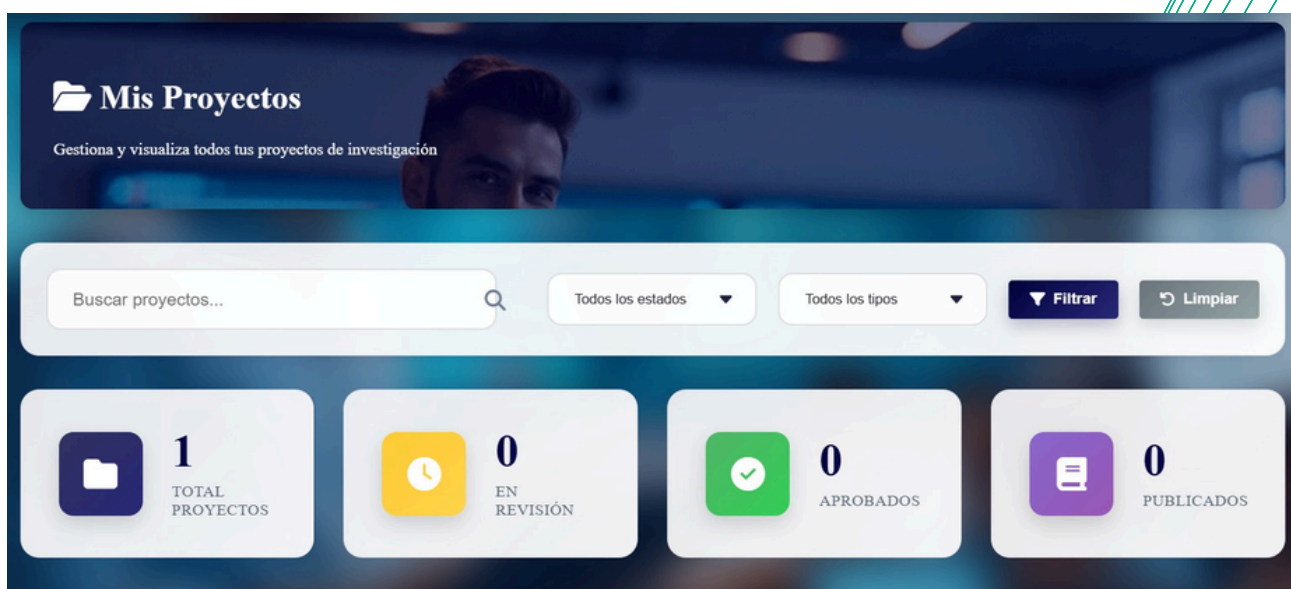 Mis Proyectos
Gestiona y visualiza todos tus proyectos de investigación
Buscar proyectos...
Todos los estados
Todos los tipos
Filtrar
Limpiar
1
TOTAL
PROYECTOS
0
EN
REVISIÓN
0
APROBADOS
0
PUBLICADOS